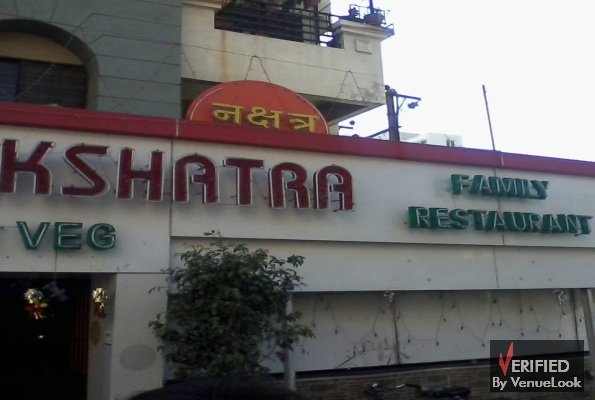 नक्षत्र
KSHATRA
FAMILY
VEG
RESTAURANT
VERIFIED
By VenueLook